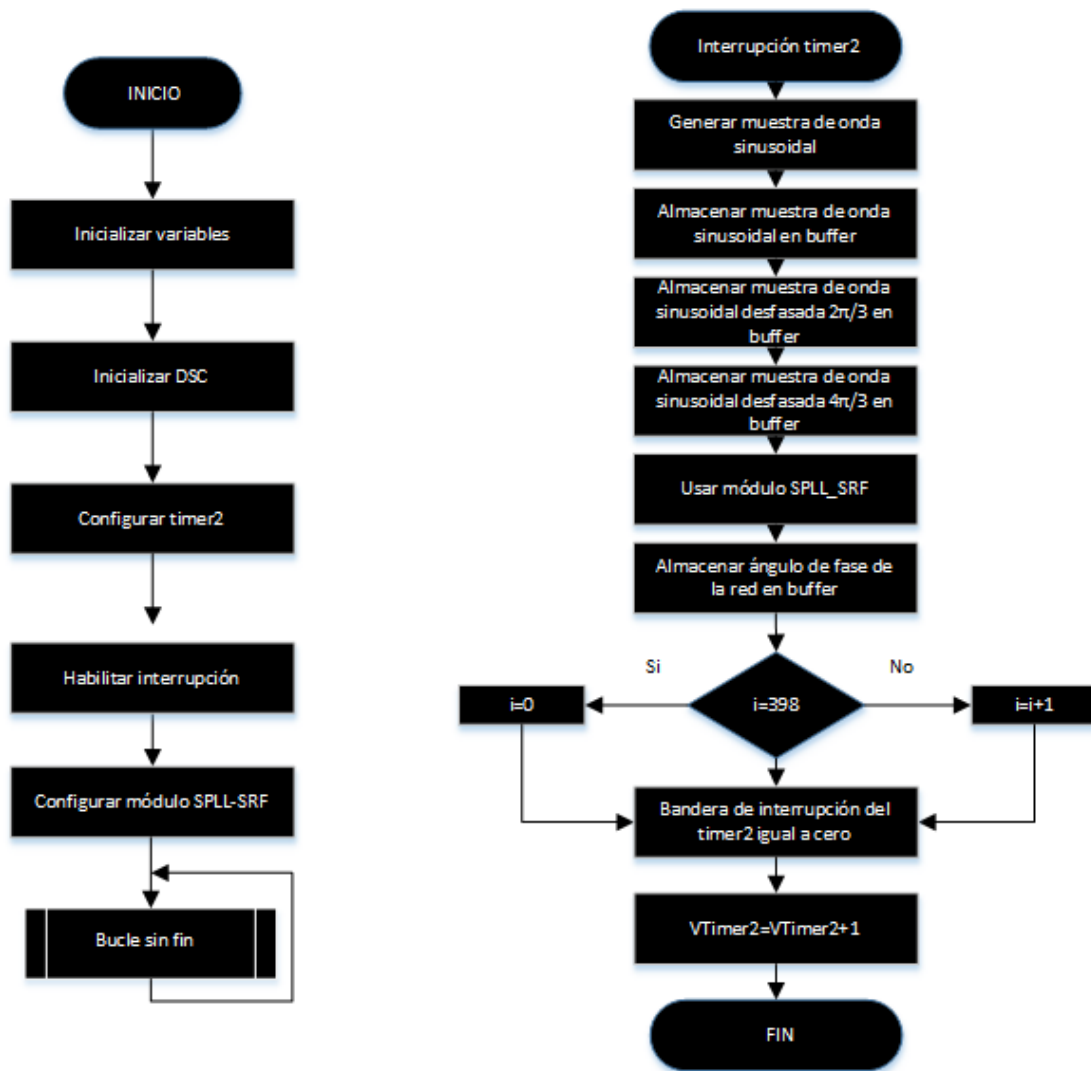 INICIO
Inicializar variables
Inicializar DSC
Configurar timer2
Habilitar interrupción
Configurar módulo SPLL-SRF
Bucle sin fin
Interrupción timer2
Generar muestra de onda
sinusoidal
Almacenar muestra de onda
sinusoidal en buffer
Almacenar muestra de onda
sinusoidal desfasada 2π/3 en
buffer
Almacenar muestra de onda
sinusoidal desfasada 4π/3 en
buffer
Usar módulo SPLL_SRF
Almacenar ángulo de fase de
la red en buffer
Si
No
i=0
i=398
i=i+1
Bandera de interrupción del
timer2 igual a cero
VTimer2=VTimer2+1
FIN